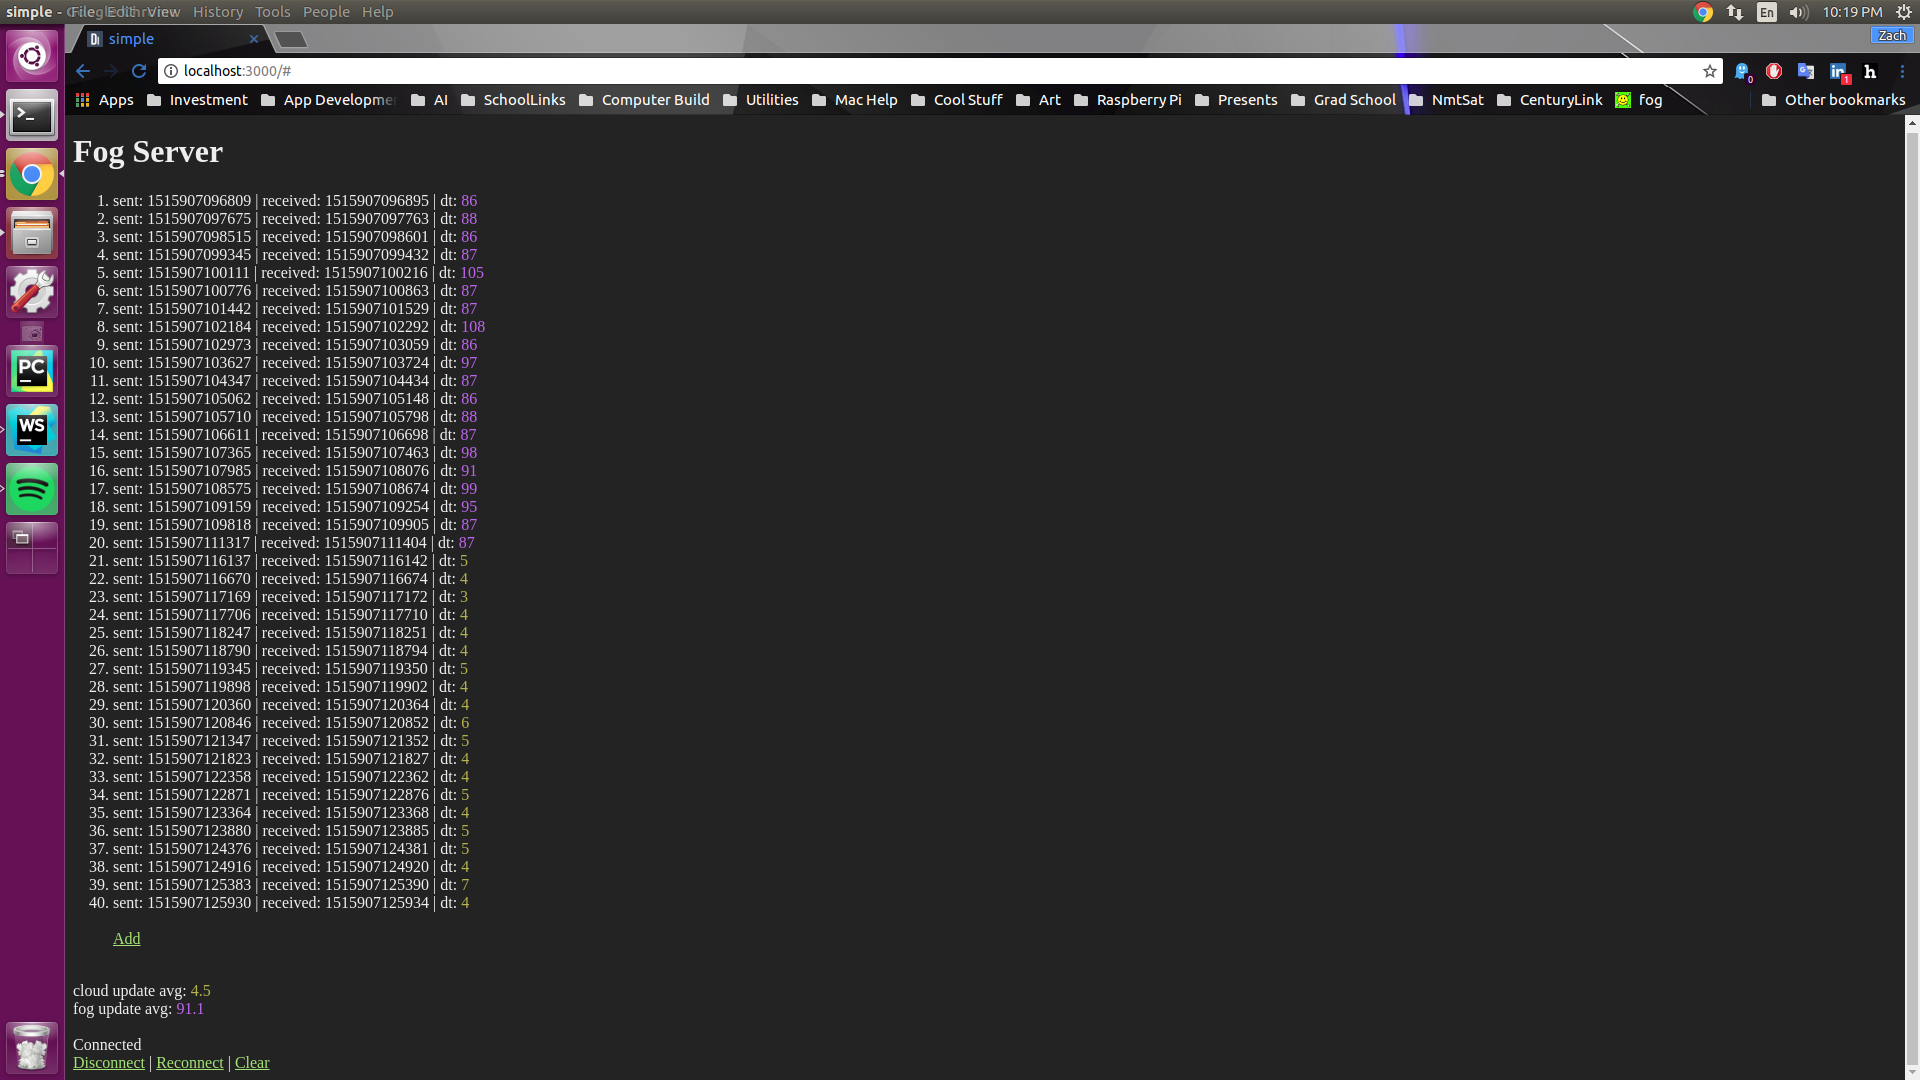 simple - File Edit View History Tools People Help
En 10:19 PM
simple
Zach
localhost:3000/#
0 1 h
Apps Investment App Developme AI SchoolLinks Computer Build Utilities Mac Help Cool Stuff Art Raspberry Pi Presents Grad School NmtSat CenturyLink fog Other bookmarks
Fog Server
1. sent: 1515907096809 | received: 1515907096895 | dt: 86
2. sent: 1515907097675 | received: 1515907097763 | dt: 88
3. sent: 1515907098515 | received: 1515907098601 | dt: 86
4. sent: 1515907099345 | received: 1515907099432 | dt: 87
5. sent: 1515907100111 | received: 1515907100216 | dt: 105
6. sent: 1515907100776 | received: 1515907100863 | dt: 87
7. sent: 1515907101442 | received: 1515907101529 | dt: 87
8. sent: 1515907102184 | received: 1515907102292 | dt: 108
9. sent: 1515907102973 | received: 1515907103059 | dt: 86
10. sent: 1515907103627 | received: 1515907103724 | dt: 97
11. sent: 1515907104347 | received: 1515907104434 | dt: 87
12. sent: 1515907105062 | received: 1515907105148 | dt: 86
13. sent: 1515907105710 | received: 1515907105798 | dt: 88
14. sent: 1515907106611 | received: 1515907106698 | dt: 87
15. sent: 1515907107365 | received: 1515907107463 | dt: 98
16. sent: 1515907107985 | received: 1515907108076 | dt: 91
17. sent: 1515907108575 | received: 1515907108674 | dt: 99
18. sent: 1515907109159 | received: 1515907109254 | dt: 95
19. sent: 1515907109818 | received: 1515907109905 | dt: 87
20. sent: 1515907111317 | received: 1515907111404 | dt: 87
21. sent: 1515907116137 | received: 1515907116142 | dt: 5
22. sent: 1515907116670 | received: 1515907116674 | dt: 4
23. sent: 1515907117169 | received: 1515907117172 | dt: 3
24. sent: 1515907117706 | received: 1515907117710 | dt: 4
25. sent: 1515907118247 | received: 1515907118251 | dt: 4
26. sent: 1515907118790 | received: 1515907118794 | dt: 4
27. sent: 1515907119345 | received: 1515907119350 | dt: 5
28. sent: 1515907119898 | received: 1515907119902 | dt: 4
29. sent: 1515907120360 | received: 1515907120364 | dt: 4
30. sent: 1515907120846 | received: 1515907120852 | dt: 6
31. sent: 1515907121347 | received: 1515907121352 | dt: 5
32. sent: 1515907121823 | received: 1515907121827 | dt: 4
33. sent: 1515907122358 | received: 1515907122362 | dt: 4
34. sent: 1515907122871 | received: 1515907122876 | dt: 5
35. sent: 1515907123364 | received: 1515907123368 | dt: 4
36. sent: 1515907123880 | received: 1515907123885 | dt: 5
37. sent: 1515907124376 | received: 1515907124381 | dt: 5
38. sent: 1515907124916 | received: 1515907124920 | dt: 4
39. sent: 1515907125383 | received: 1515907125390 | dt: 7
40. sent: 1515907125930 | received: 1515907125934 | dt: 4
Add
cloud update avg: 4.5
fog update avg: 91.1
Connected
Disconnect | Reconnect | Clear
PC
WS